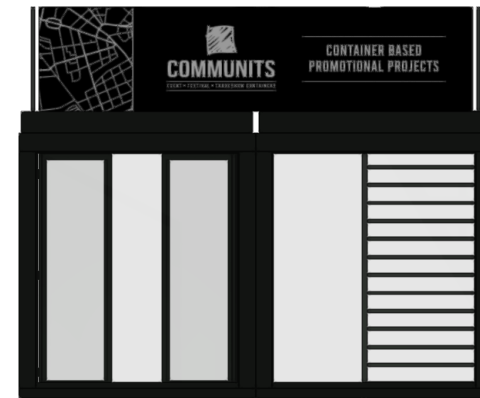 COMMUNITS
EVENT • FESTIVAL • TRADESHOW CONTAINERS
CONTAINER BASED
PROMOTIONAL PROJECTS